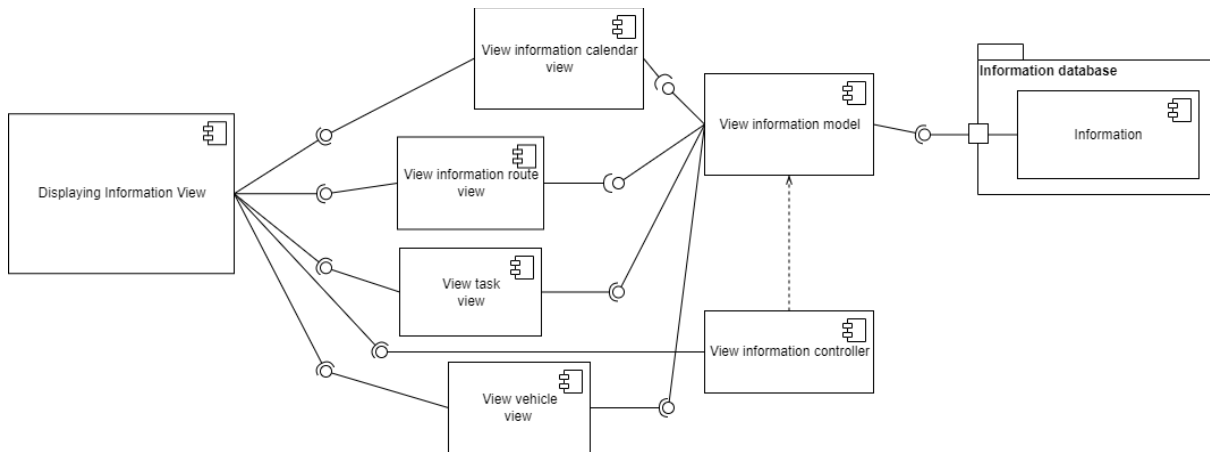 View information calendar
view
Information database
View information model
Information
Displaying Information View
View information route
view
View task
view
View information controller
View vehicle
view